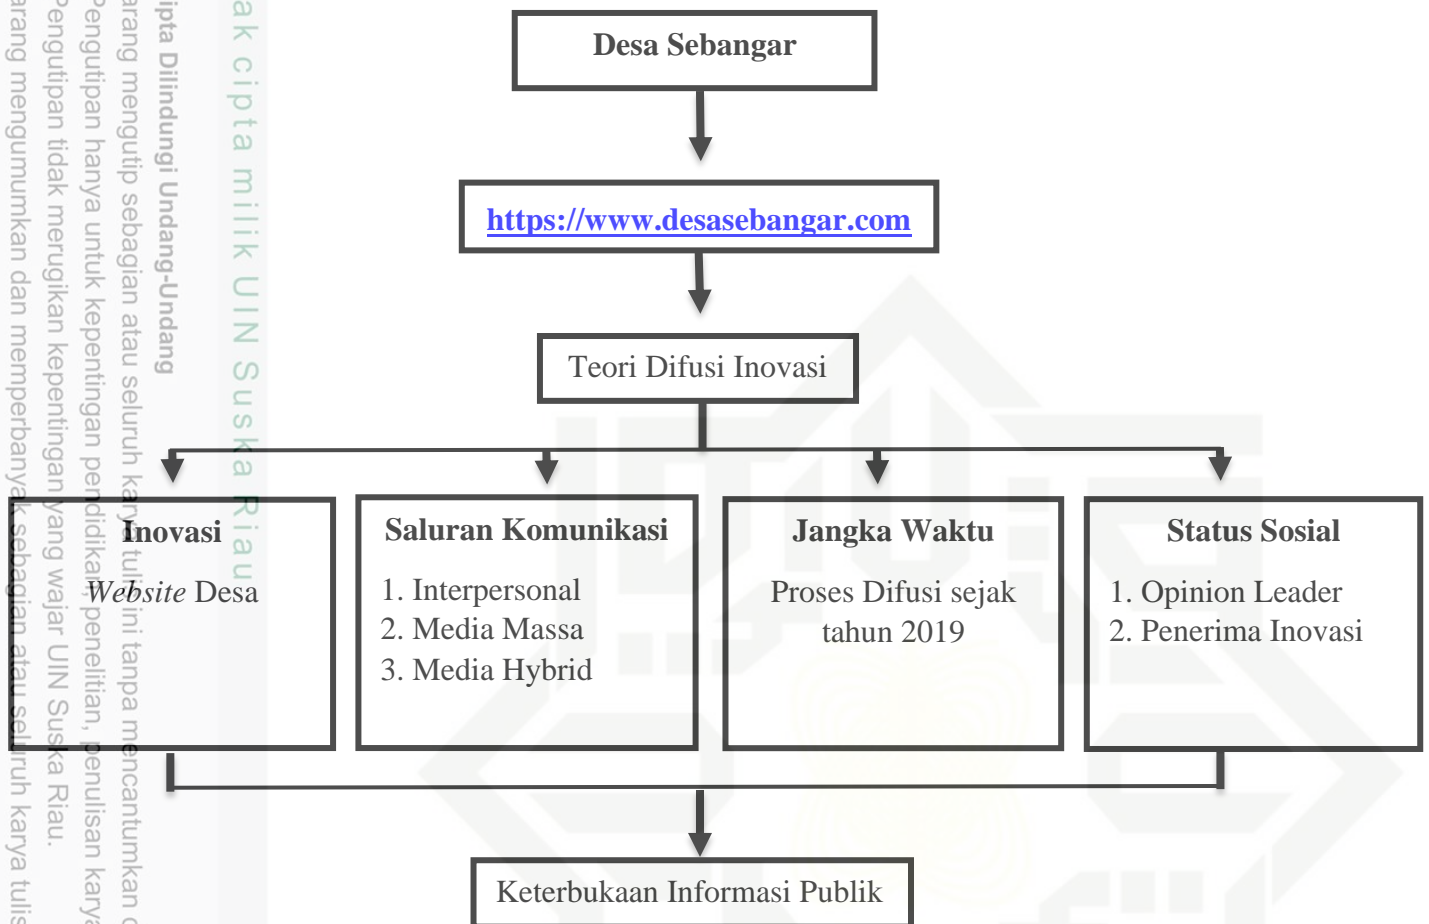 Desa Sebangar
https://www.desasebangar.com
Teori Difusi Inovasi
Inovasi
Website Desa
Saluran Komunikasi
1. Interpersonal
2. Media Massa
3. Media Hybrid
Jangka Waktu
Proses Difusi sejak
tahun 2019
Status Sosial
1. Opinion Leader
2. Penerima Inovasi
Keterbukaan Informasi Publik
ak cipta milik UIN Suska Riau
ipta Dilindungi Undang-Undang
arang mengutip sebagian atau seluruh karya tulis ini tanpa mencantumkan
Pengutipan hanya untuk kepentingan pendidikan, penelitian, penulisan karya
Pengutipan tidak merugikan kepentingan yang wajar UIN Suska Riau.
arang mengumumkan dan memperbanyak sebagian atau seluruh karya tulis